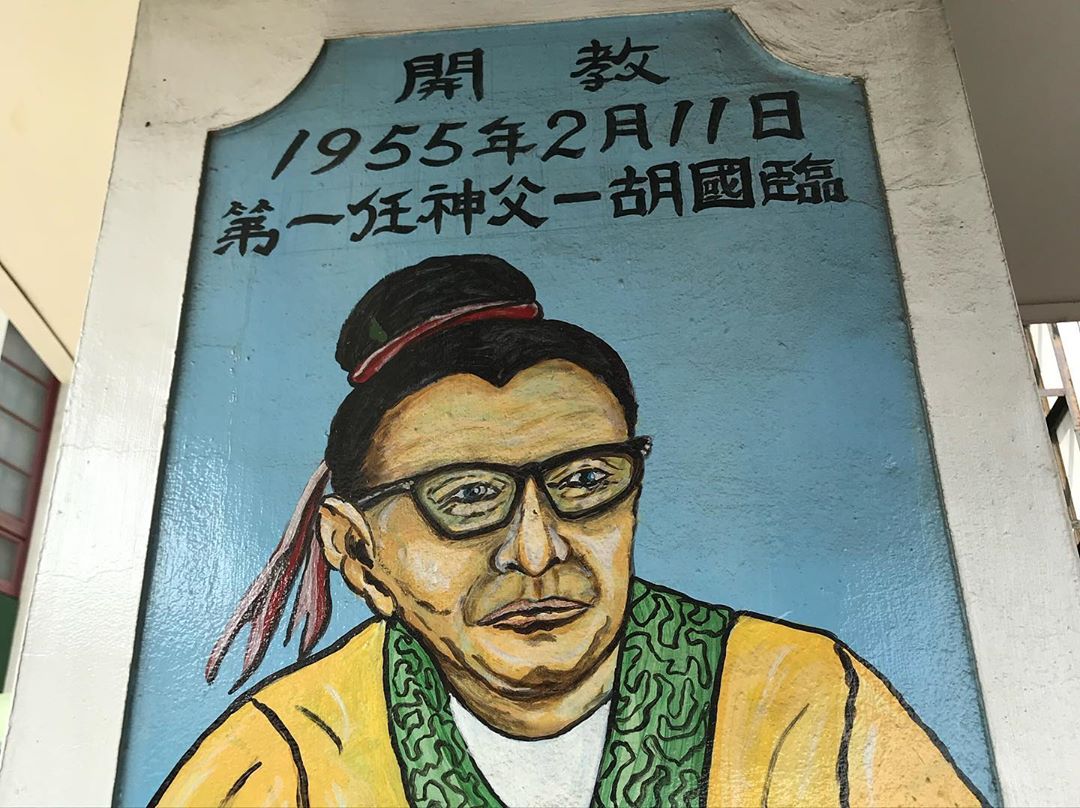 開 教
1955年2月11日
第一任神父－胡國臨